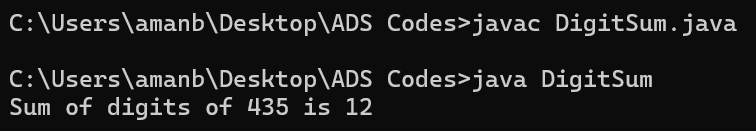 C:\Users\amanb\Desktop\ADS Codes>javac DigitSum.java
C:\Users\amanb\Desktop\ADS Codes>java DigitSum
Sum of digits of 435 is 12